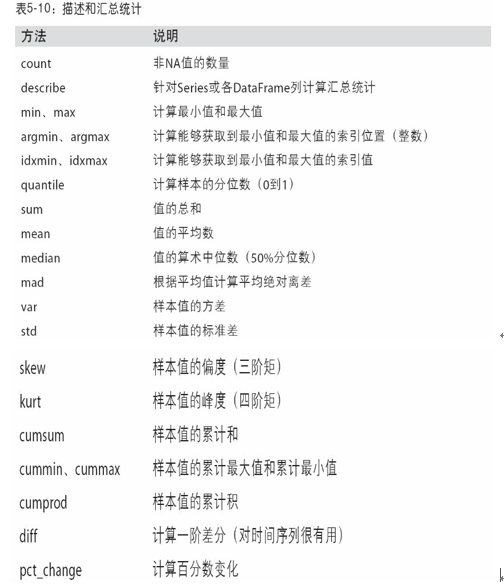 表5-10：描述和汇总统计
方法 说明
count 非NA值的数量
describe 针对Series或各DataFrame列计算汇总统计
min、max 计算最小值和最大值
argmin、argmax 计算能够获取到最小值和最大值的索引位置（整数）
idxmin、idxmax 计算能够获取到最小值和最大值的索引值
quantile 计算样本的分位数（0到1）
sum 值的总和
mean 值的平均数
median 值的算术中位数（50%分位数）
mad 根据平均值计算平均绝对离差
var 样本值的方差
std 样本值的标准差
skew 样本值的偏度（三阶矩）
kurt 样本值的峰度（四阶矩）
cumsum 样本值的累计和
cummin、cummax 样本值的累计最大值和累计最小值
cumprod 样本值的累计积
diff 计算一阶差分（对时间序列很有用）
pct_change 计算百分数变化